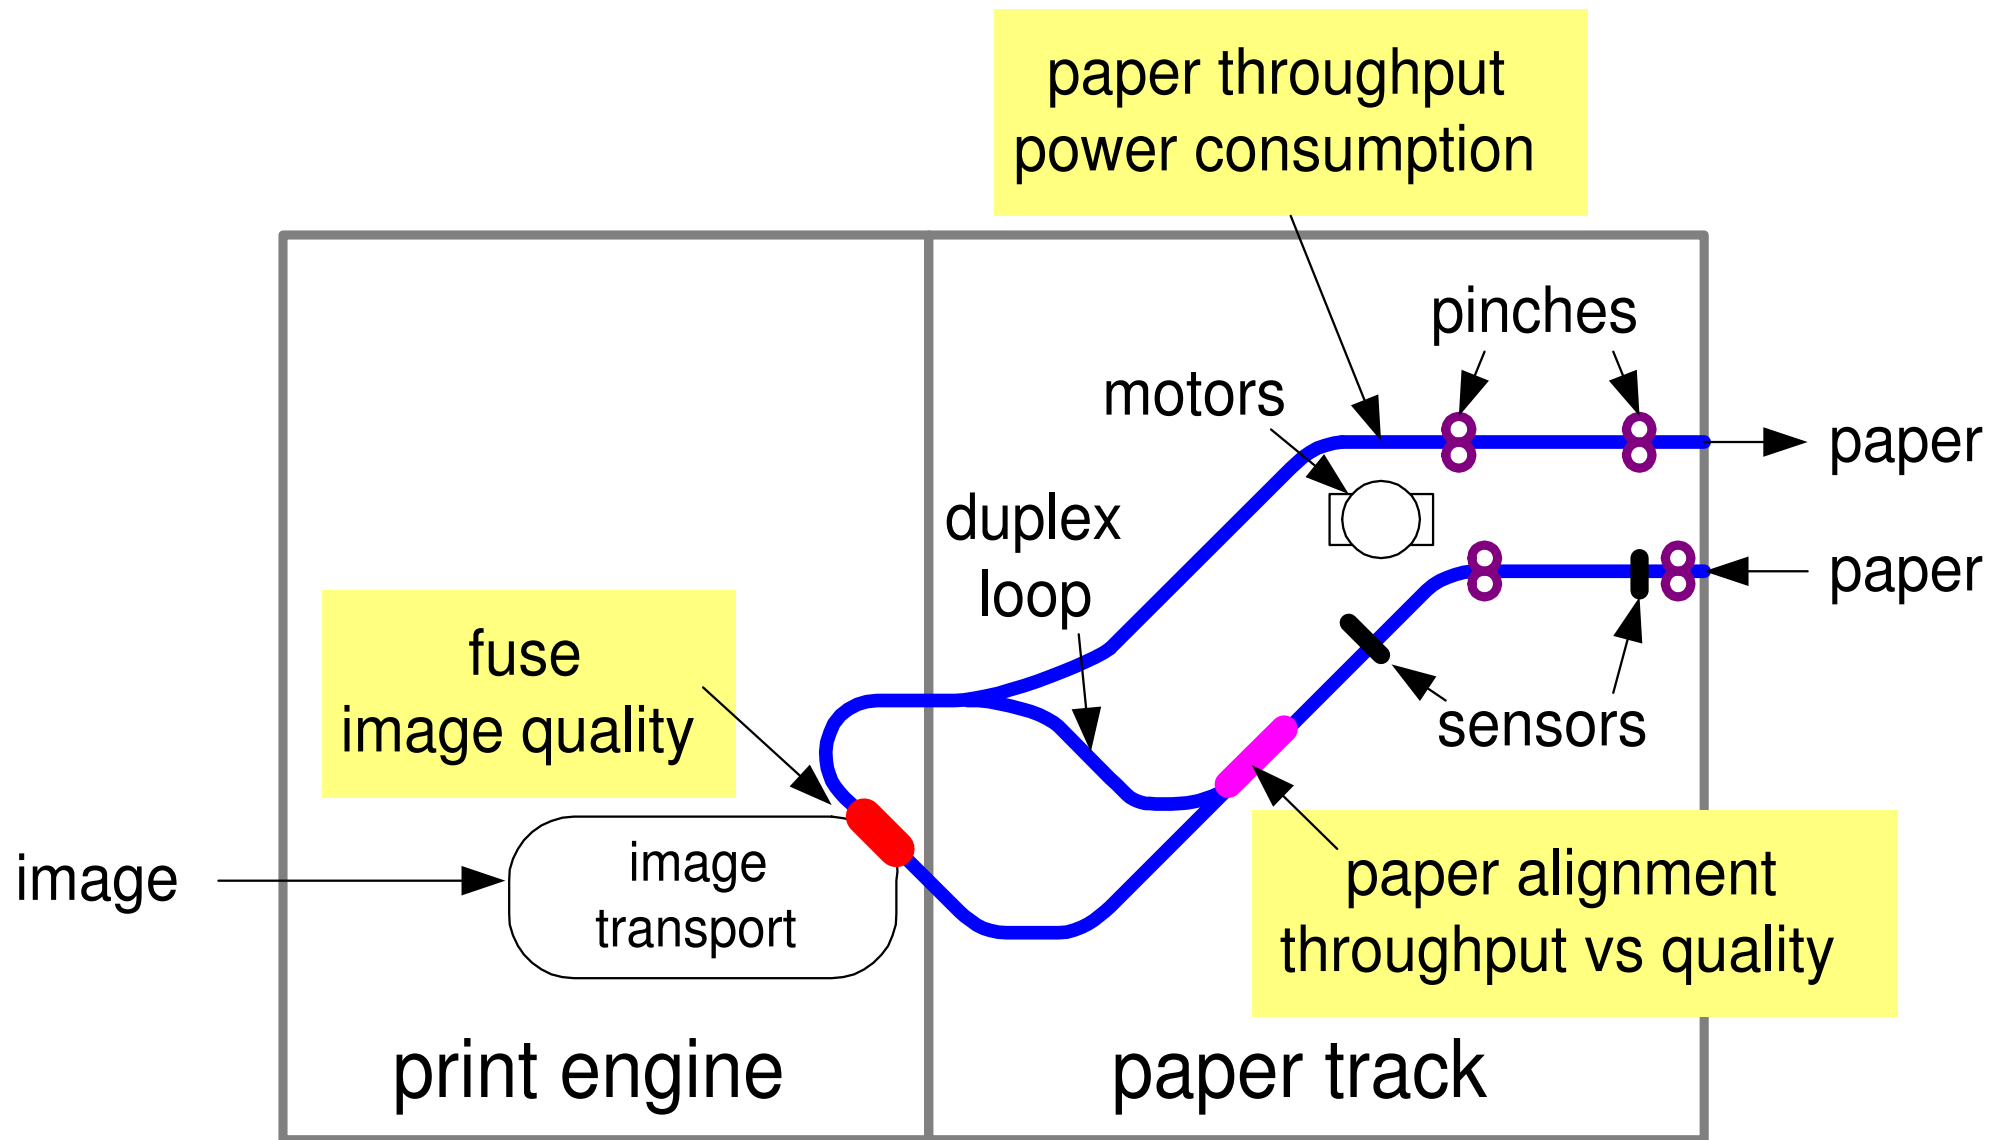 paper throughput
power consumption
pinches
motors
paper
duplex
loop
paper
fuse
image quality
sensors
image
image
transport
paper alignment
throughput vs quality
print engine
paper track